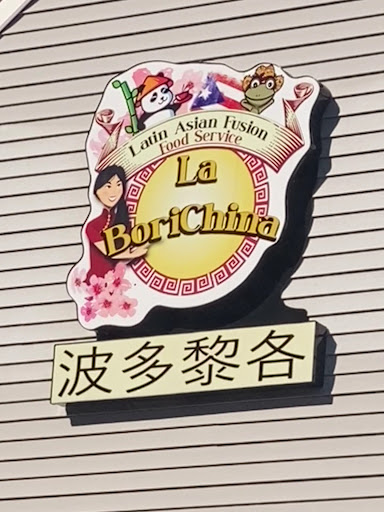 Latin Asian Fusion
Food Service
La
BoriChina
波多黎各